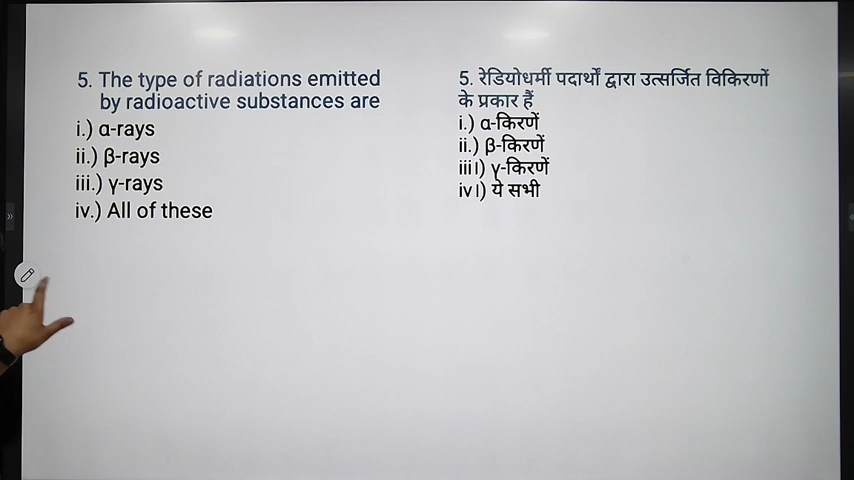 5. The type of radiations emitted
by radioactive substances are
i.) α-rays
ii.) β-rays
iii.) γ-rays
iv.) All of these
5. रेडियोधर्मी पदार्थों द्वारा उत्सर्जित विकिरणों
के प्रकार हैं
i.) α-किरणें
ii.) β-किरणें
iii।) γ-किरणें
iv।) ये सभी